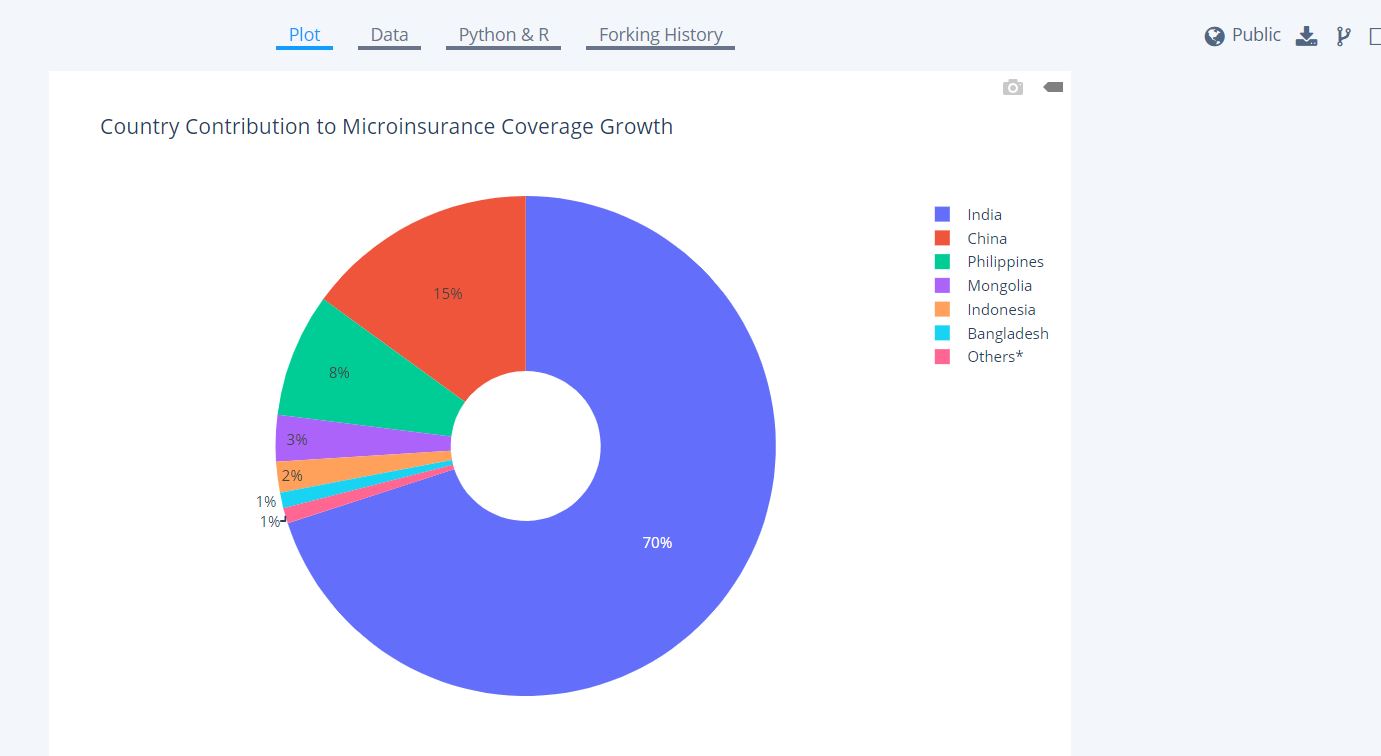 Plot Data Python & R Forking History Public
Country Contribution to Microinsurance Coverage Growth
India
China
Philippines
Mongolia
Indonesia
Bangladesh
Others*
15%
8%
3%
2%
1%
1%
70%